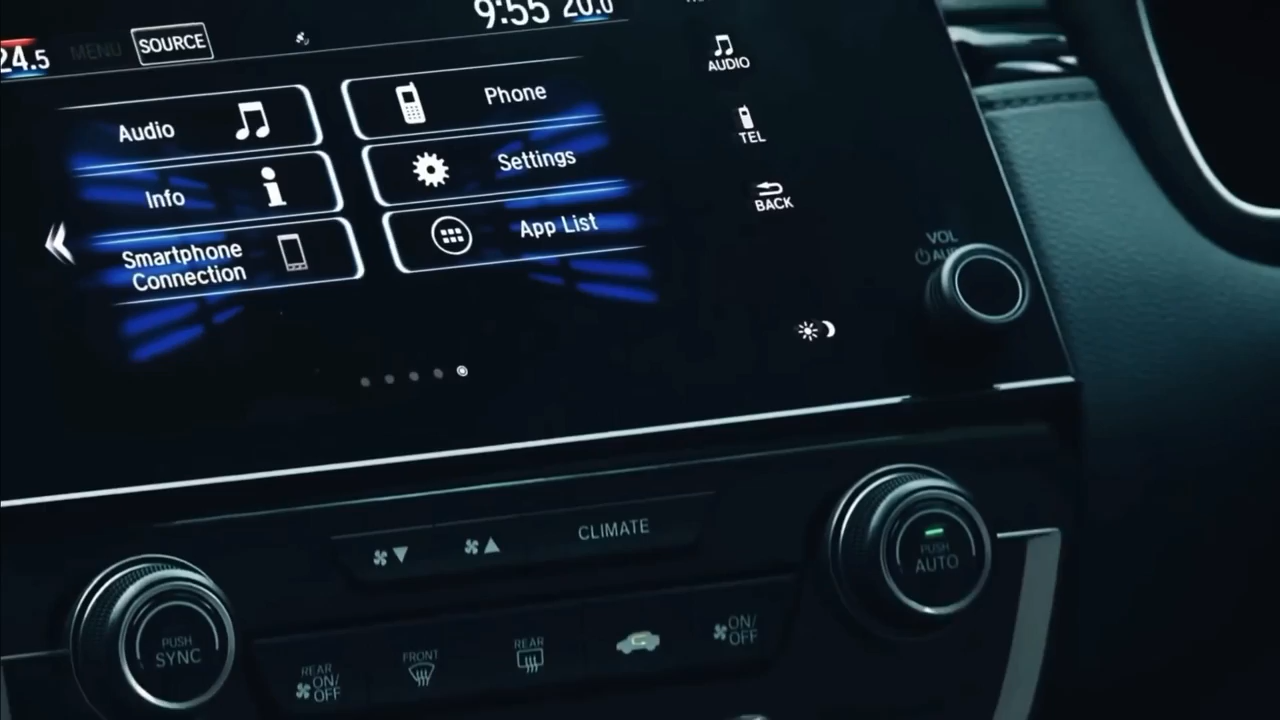 24.5
MENU
SOURCE
9:55
20.0
Audio
Phone
Info
Settings
Smartphone
Connection
App List
AUDIO
TEL
BACK
VOL
CLIMATE
PUSH
AUTO
PUSH
SYNC
REAR
ON/
OFF
FRONT
REAR
ON/
OFF